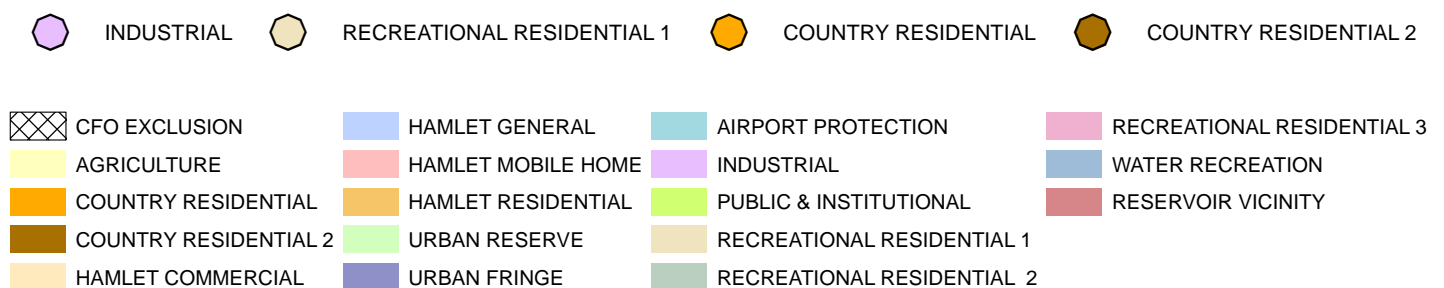 INDUSTRIAL RECREATIONAL RESIDENTIAL 1 COUNTRY RESIDENTIAL COUNTRY RESIDENTIAL 2
CFO EXCLUSION HAMLET GENERAL AIRPORT PROTECTION RECREATIONAL RESIDENTIAL 3
AGRICULTURE HAMLET MOBILE HOME INDUSTRIAL WATER RECREATION
COUNTRY RESIDENTIAL HAMLET RESIDENTIAL PUBLIC & INSTITUTIONAL RESERVOIR VICINITY
COUNTRY RESIDENTIAL 2 URBAN RESERVE RECREATIONAL RESIDENTIAL 1
HAMLET COMMERCIAL URBAN FRINGE RECREATIONAL RESIDENTIAL 2